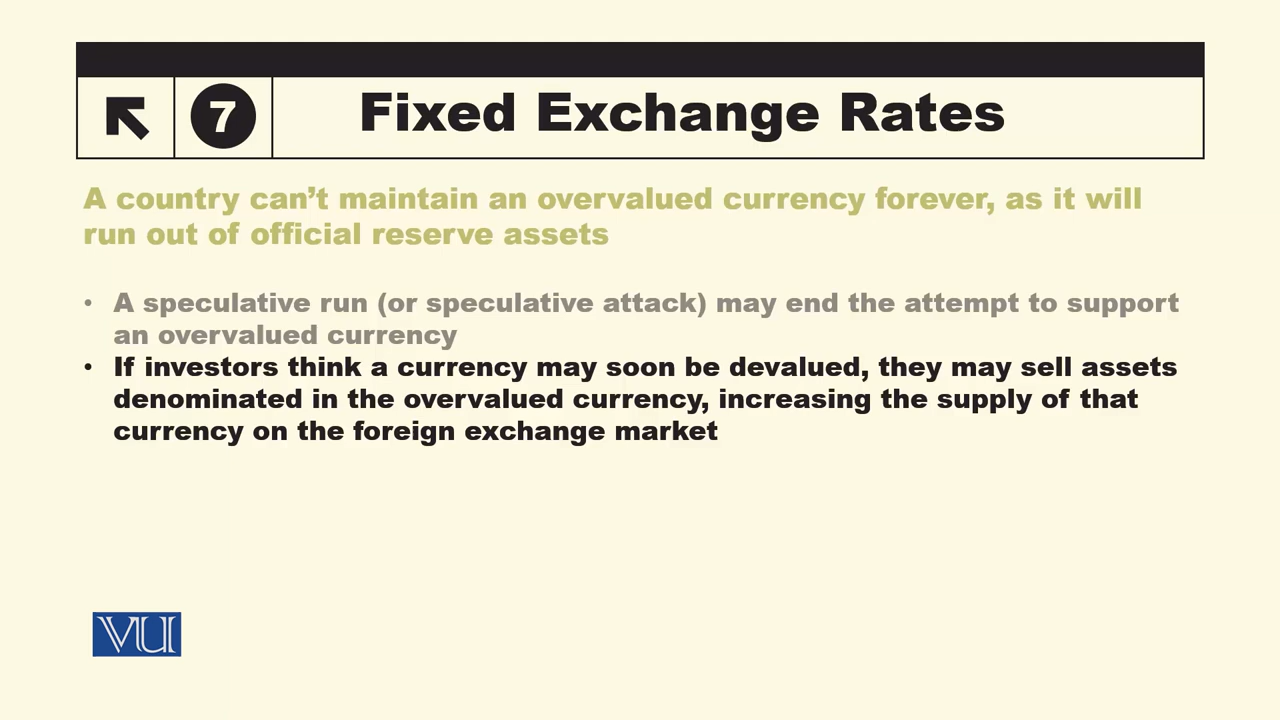 7
Fixed Exchange Rates
A country can’t maintain an overvalued currency forever, as it will
run out of official reserve assets
• A speculative run (or speculative attack) may end the attempt to support
an overvalued currency
• If investors think a currency may soon be devalued, they may sell assets
denominated in the overvalued currency, increasing the supply of that
currency on the foreign exchange market
VU